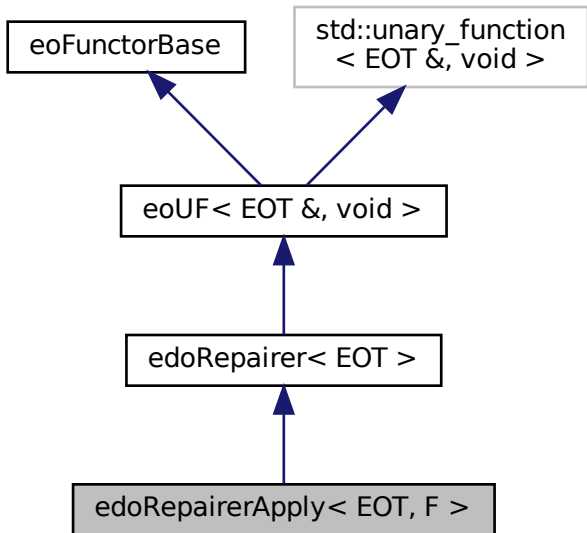 eoFunctorBase
std::unary_function
< EOT &, void >
eoUF< EOT &, void >
edoRepairer< EOT >
edoRepairerApply< EOT, F >